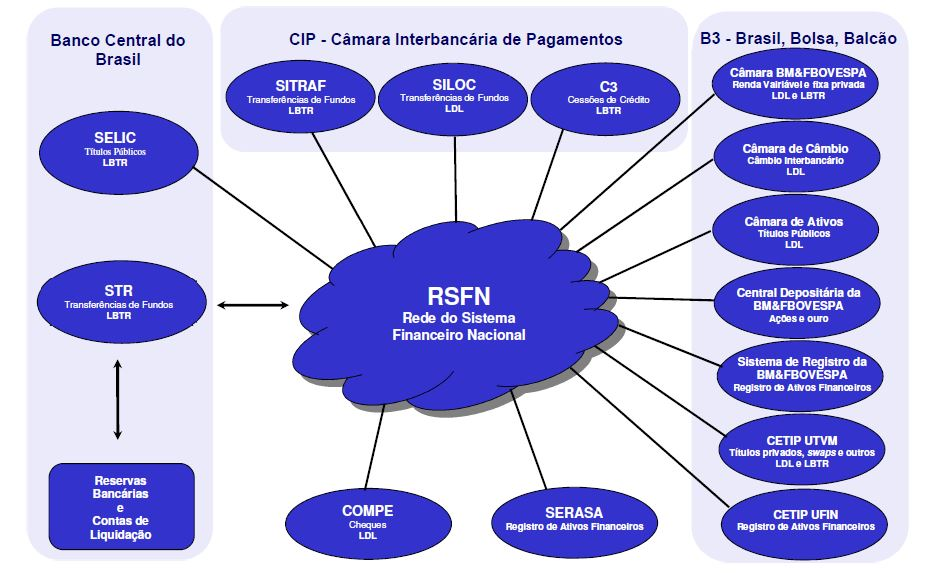 Banco Central do
Brasil
SELIC
Títulos Públicos
LBTR
STR
Transferências de Fundos
LBTR
Reservas
Bancárias
e
Contas de
Liquidação
CIP - Câmara Interbancária de Pagamentos
SITRAF
Transferências de Fundos
LBTR
SILOC
Transferências de Fundos
LDL
C3
Cessões de Crédito
LBTR
RSFN
Rede do Sistema
Financeiro Nacional
COMPE
Cheques
LDL
SERASA
Registro de Ativos Financeiros
B3 - Brasil, Bolsa, Balcão
Câmara BM&FBOVESPA
Renda Vairiável e fixa privada
LDL e LBTR
Câmara de Câmbio
Câmbio Interbancário
LDL
Câmara de Ativos
Títulos Públicos
LDL
Central Depositária da
BM&FBOVESPA
Ações e ouro
Sistema de Registro da
BM&FBOVESPA
Registro de Ativos Financeiros
CETIP UTVM
Títulos privados, swaps e outros
LDL e LBTR
CETIP UFIN
Registro de Ativos Financeiros